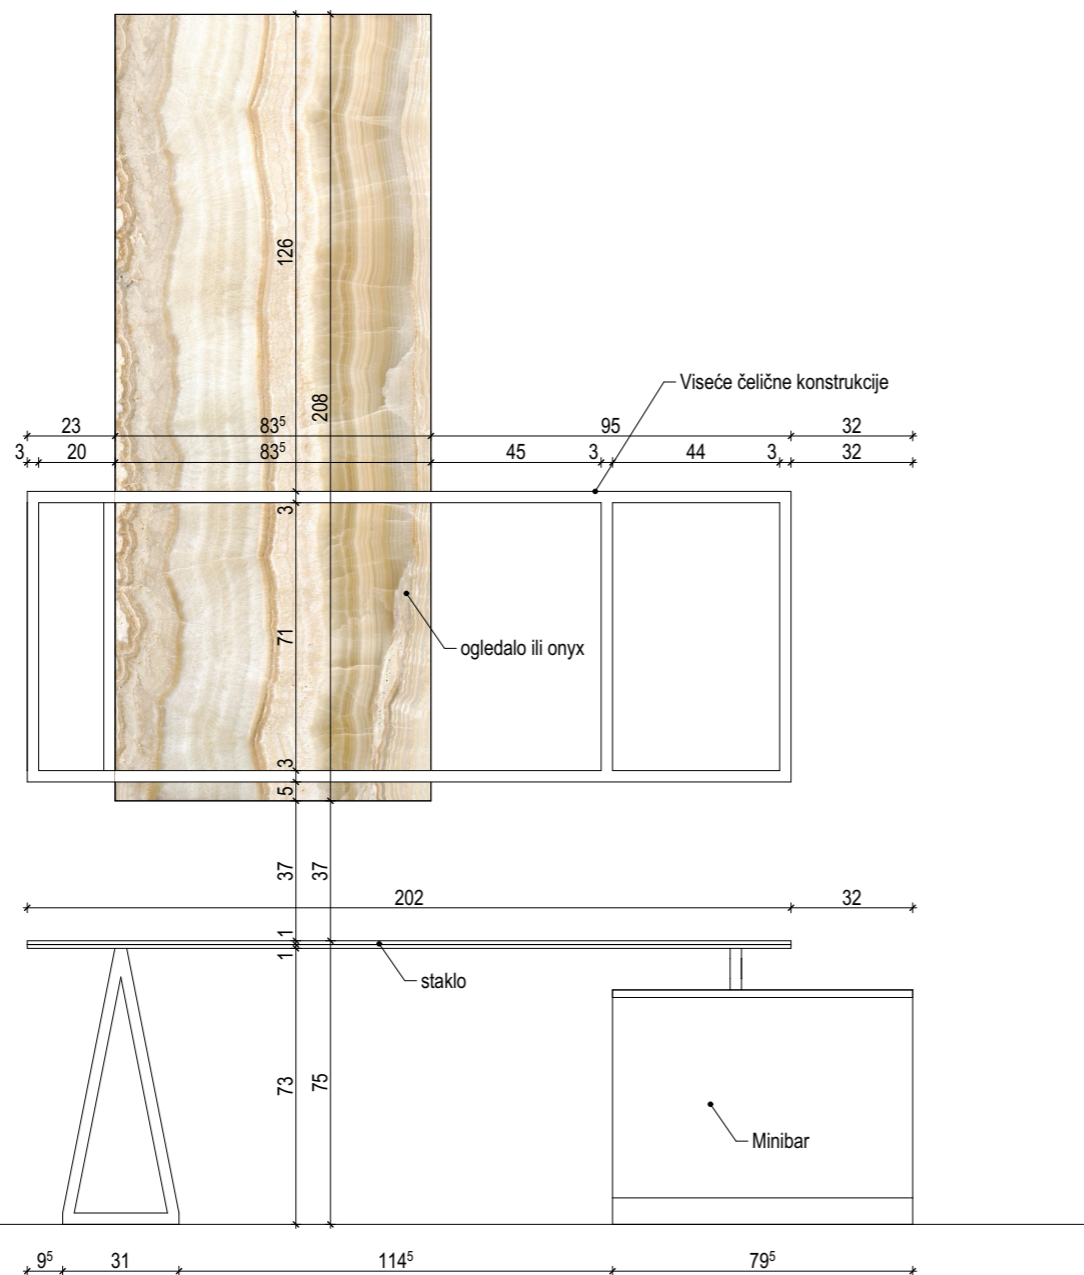 126
208
Viseće čelične konstrukcije
23 83⁵ 95 32
3 20 83⁵ 45 3 44 3 32
3
71
ogledalo ili onyx
3
5
37 37
202 32
1
1
staklo
73 75
Minibar
9⁵ 31 114⁵ 79⁵